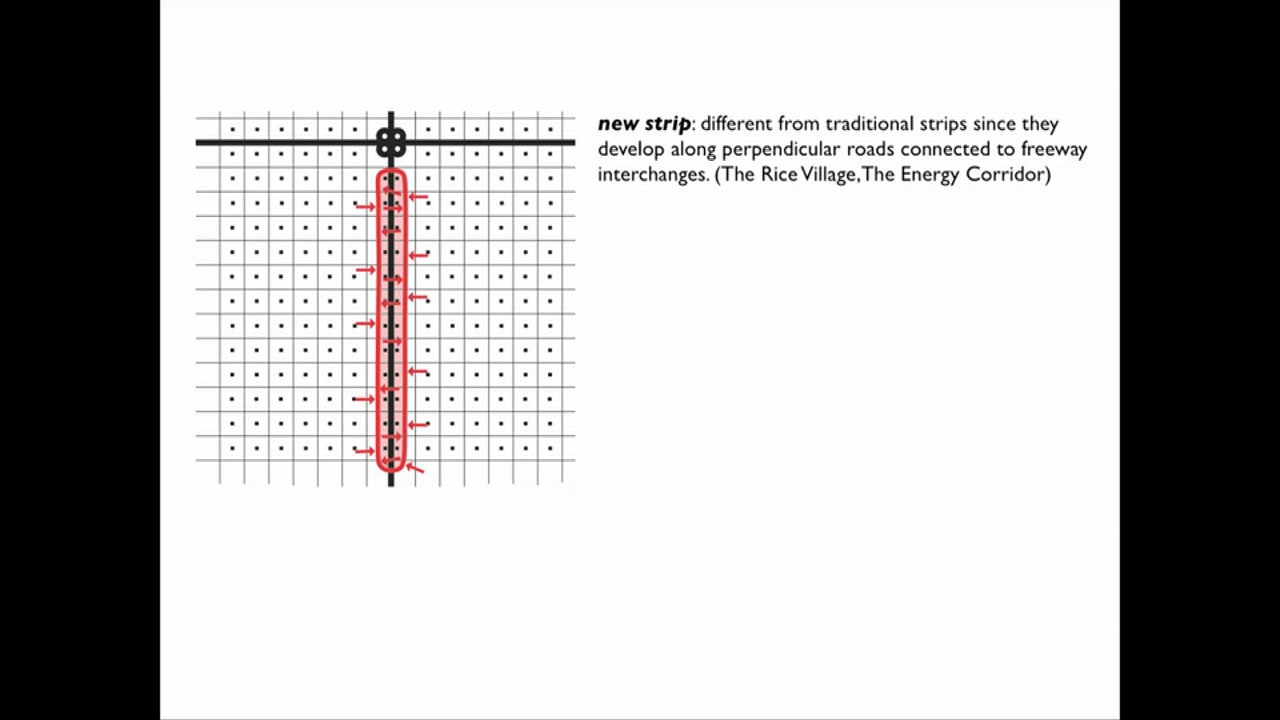 new strip: different from traditional strips since they
develop along perpendicular roads connected to freeway
interchanges. (The Rice Village,The Energy Corridor)